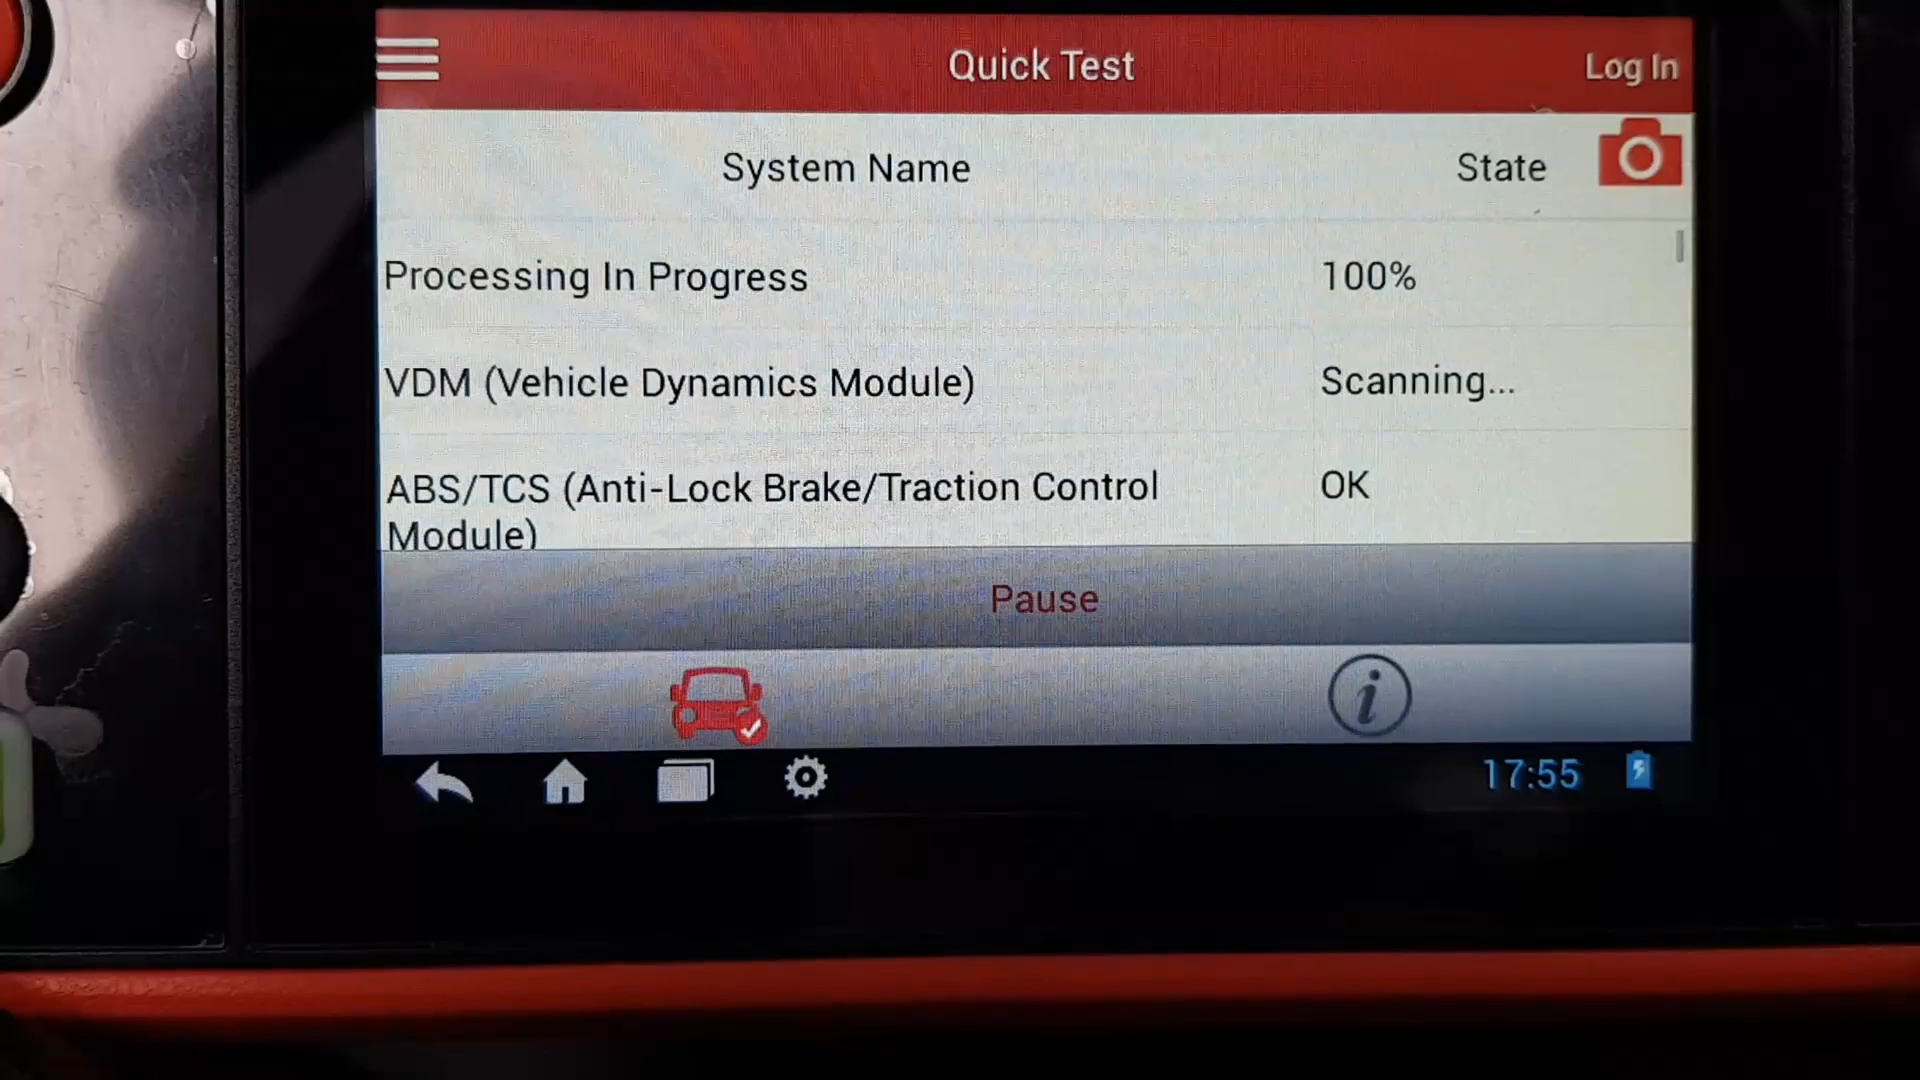 Quick Test
Log In
System Name
State
Processing In Progress
100%
VDM (Vehicle Dynamics Module)
Scanning...
ABS/TCS (Anti-Lock Brake/Traction Control
Module)
OK
Pause
17:55